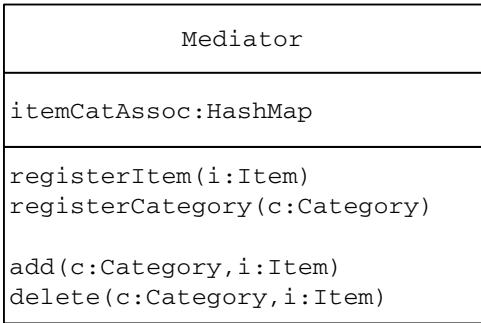 Mediator
itemCatAssoc:HashMap
registerItem(i:Item)
registerCategory(c:Category)
add(c:Category,i:Item)
delete(c:Category,i:Item)